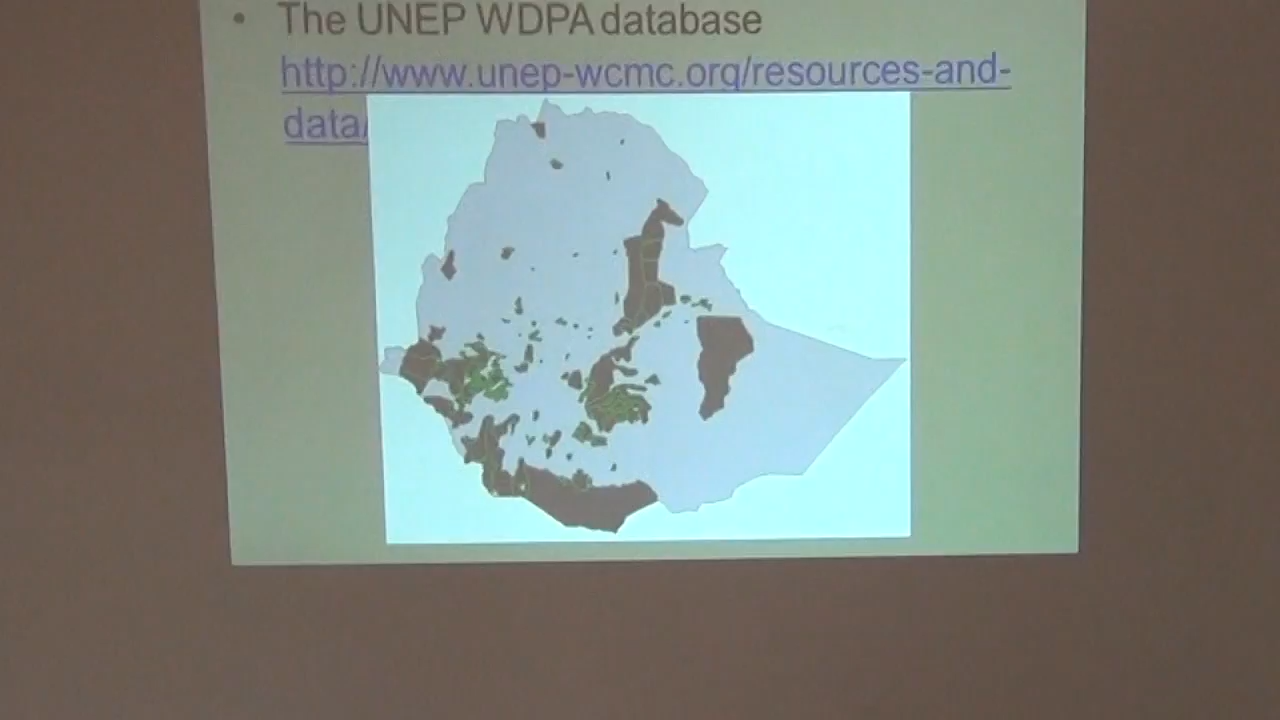 • The UNEP WDPA database
http://www.unep-wcmc.org/resources-and-
data/